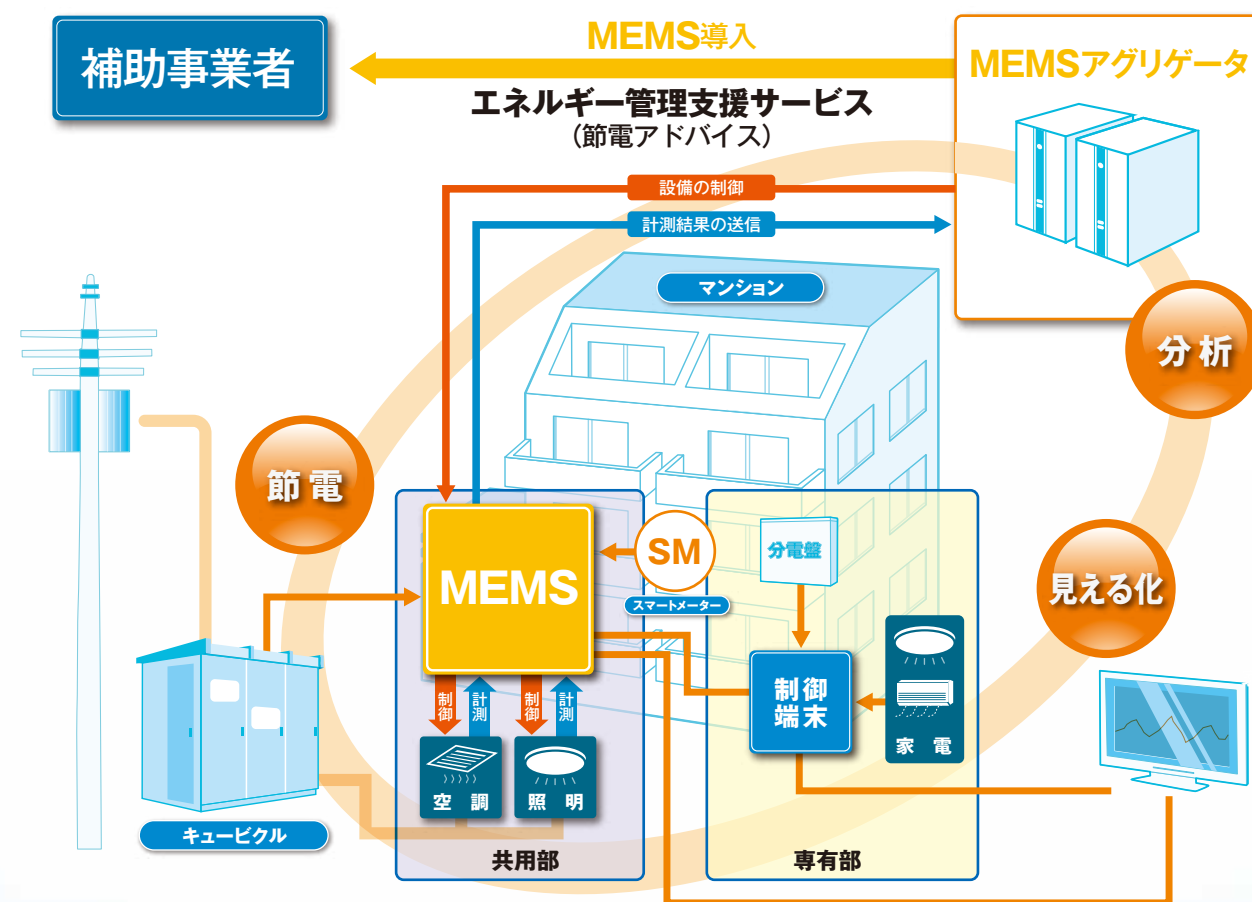 補助事業者
MEMS導入
エネルギー管理支援サービス
（節電アドバイス）
MEMSアグリゲータ
設備の制御
計測結果の送信
マンション
分析
節電
MEMS
SM
スマートメーター
分電盤
見える化
制御
計測
制御
計測
制御
端末
家電
空調
照明
キュービクル
共用部
専有部